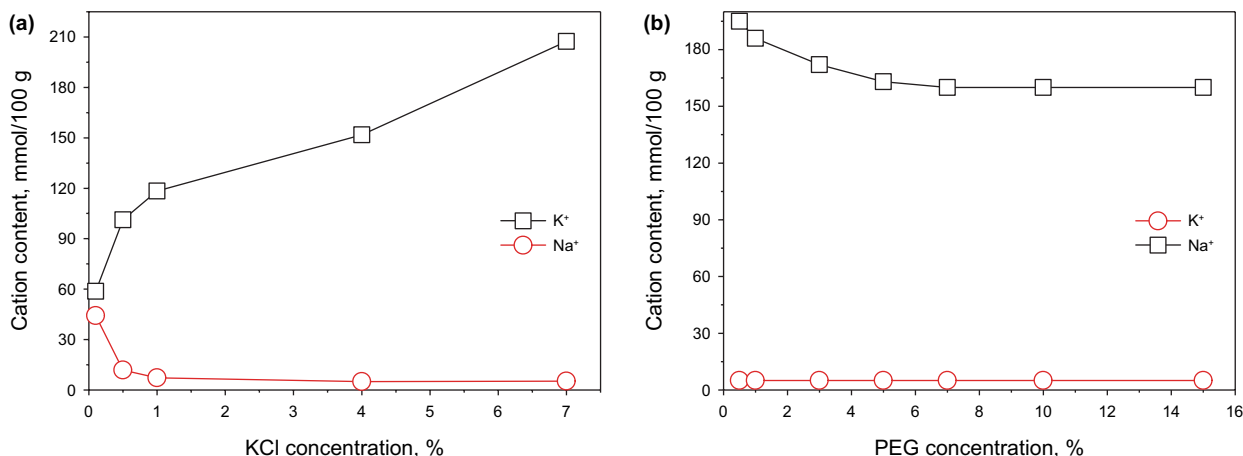 (a)
Cation content, mmol/100 g
210
180
150
120
90
60
30
0
0 1 2 3 4 5 6 7
KCl concentration, %
K⁺
Na⁺
(b)
Cation content, mmol/100 g
180
150
120
90
60
30
0
0 2 4 6 8 10 12 14 16
PEG concentration, %
K⁺
Na⁺